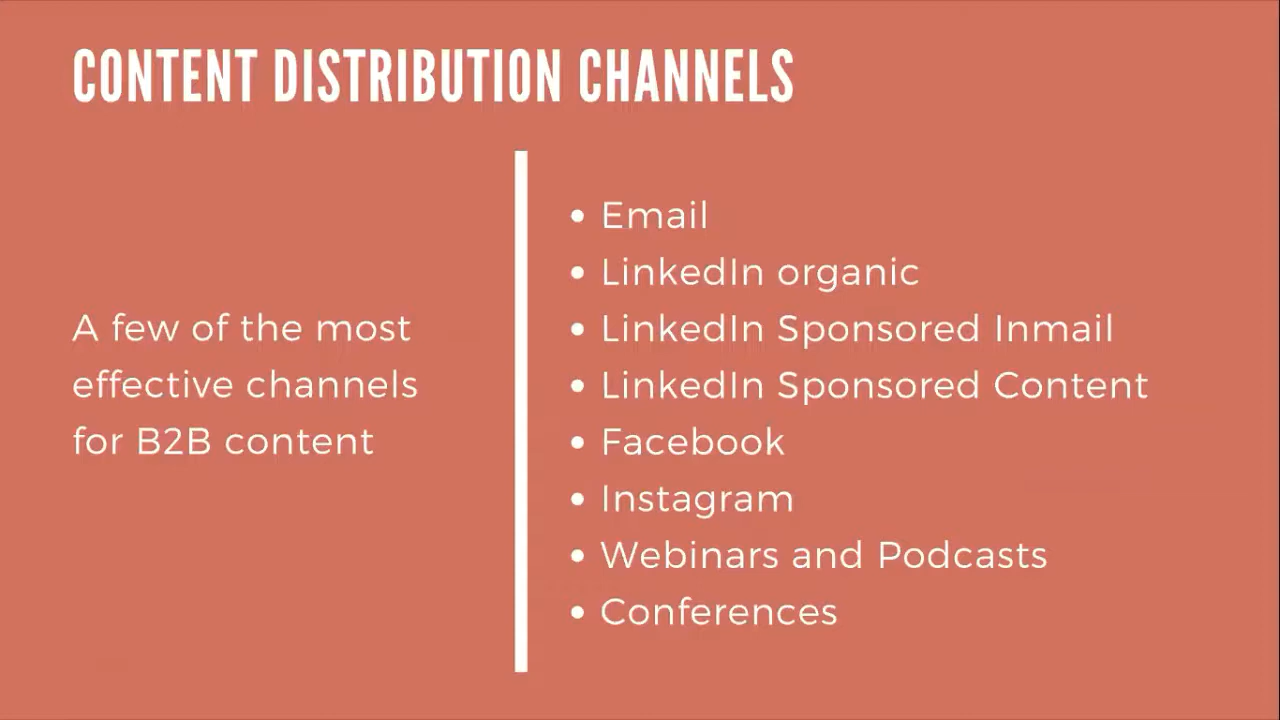 CONTENT DISTRIBUTION CHANNELS
A few of the most
effective channels
for B2B content
• Email
• LinkedIn organic
• LinkedIn Sponsored Inmail
• LinkedIn Sponsored Content
• Facebook
• Instagram
• Webinars and Podcasts
• Conferences